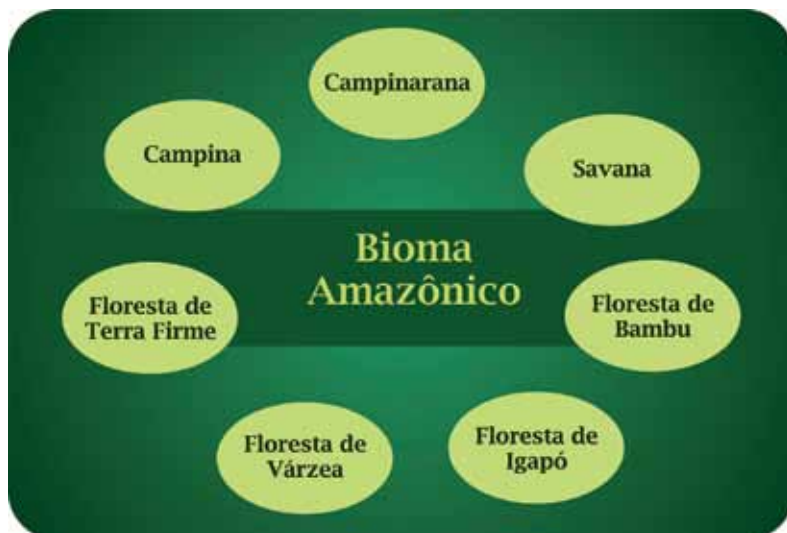 Campinarana
Campina
Savana
Bioma
Amazônico
Floresta de
Terra Firme
Floresta de
Bambu
Floresta de
Várzea
Floresta de
Igapó